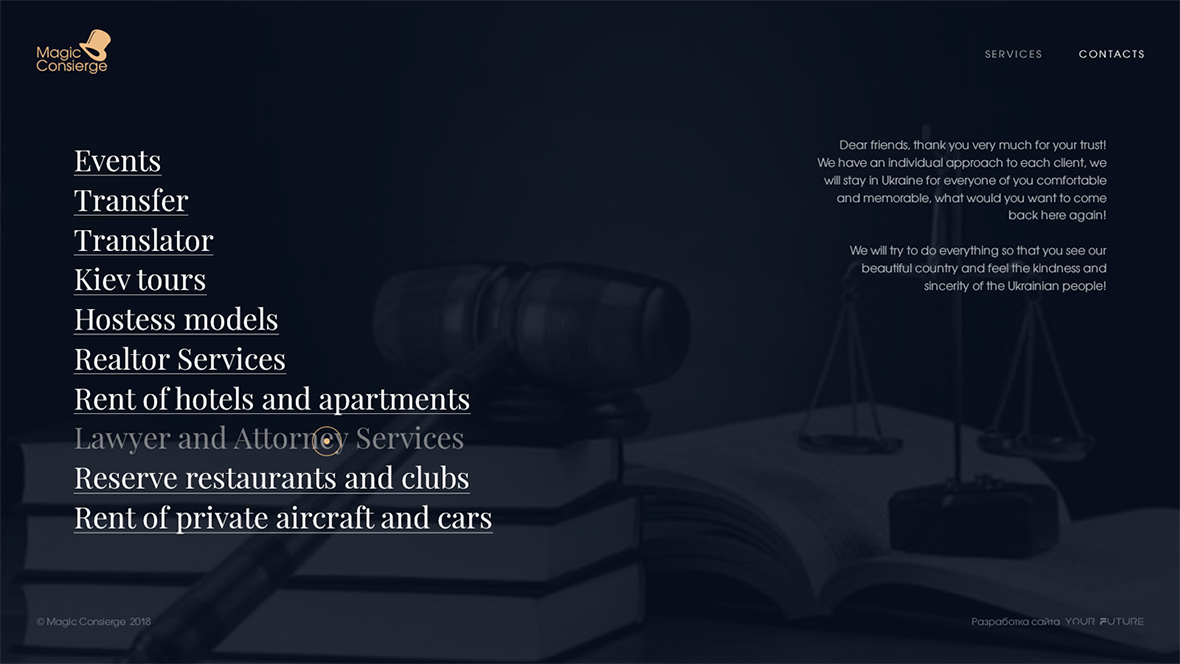 Magic
Consierge
SERVICES
CONTACTS
Events
Transfer
Translator
Kiev tours
Hostess models
Realtor Services
Rent of hotels and apartments
Lawyer and Attorney Services
Reserve restaurants and clubs
Rent of private aircraft and cars
Dear friends, thank you very much for your trust!
We have an individual approach to each client, we
will stay in Ukraine for everyone of you comfortable
and memorable, what would you want to come
back here again!
We will try to do everything so that you see our
beautiful country and feel the kindness and
sincerity of the Ukrainian people!
© Magic Consierge 2018
Разработка сайта YOUR FUTURE